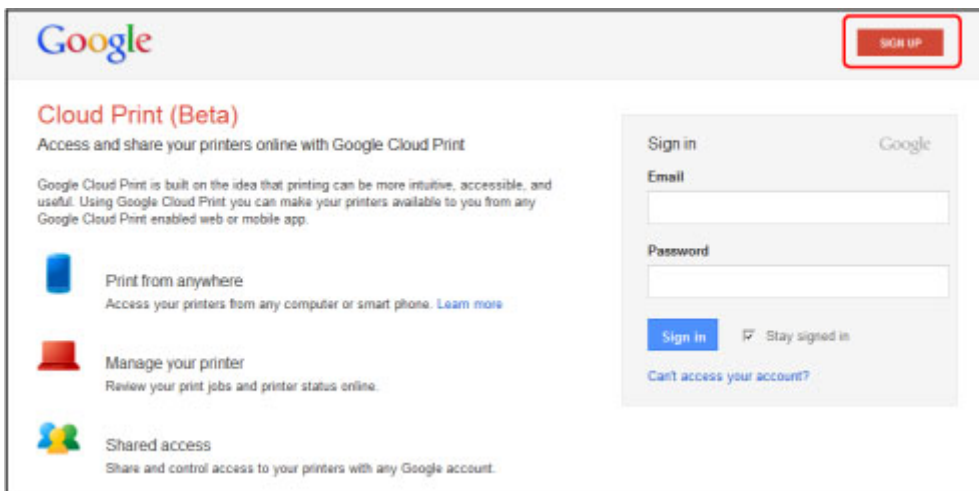 Google
SIGN UP
Cloud Print (Beta)
Access and share your printers online with Google Cloud Print
Google Cloud Print is built on the idea that printing can be more intuitive, accessible, and
useful. Using Google Cloud Print you can make your printers available to you from any
Google Cloud Print enabled web or mobile app.
Print from anywhere
Access your printers from any computer or smart phone. Learn more
Manage your printer
Review your print jobs and printer status online.
Shared access
Share and control access to your printers with any Google account.
Sign in Google
Email
Password
Sign in Stay signed in
Can't access your account?